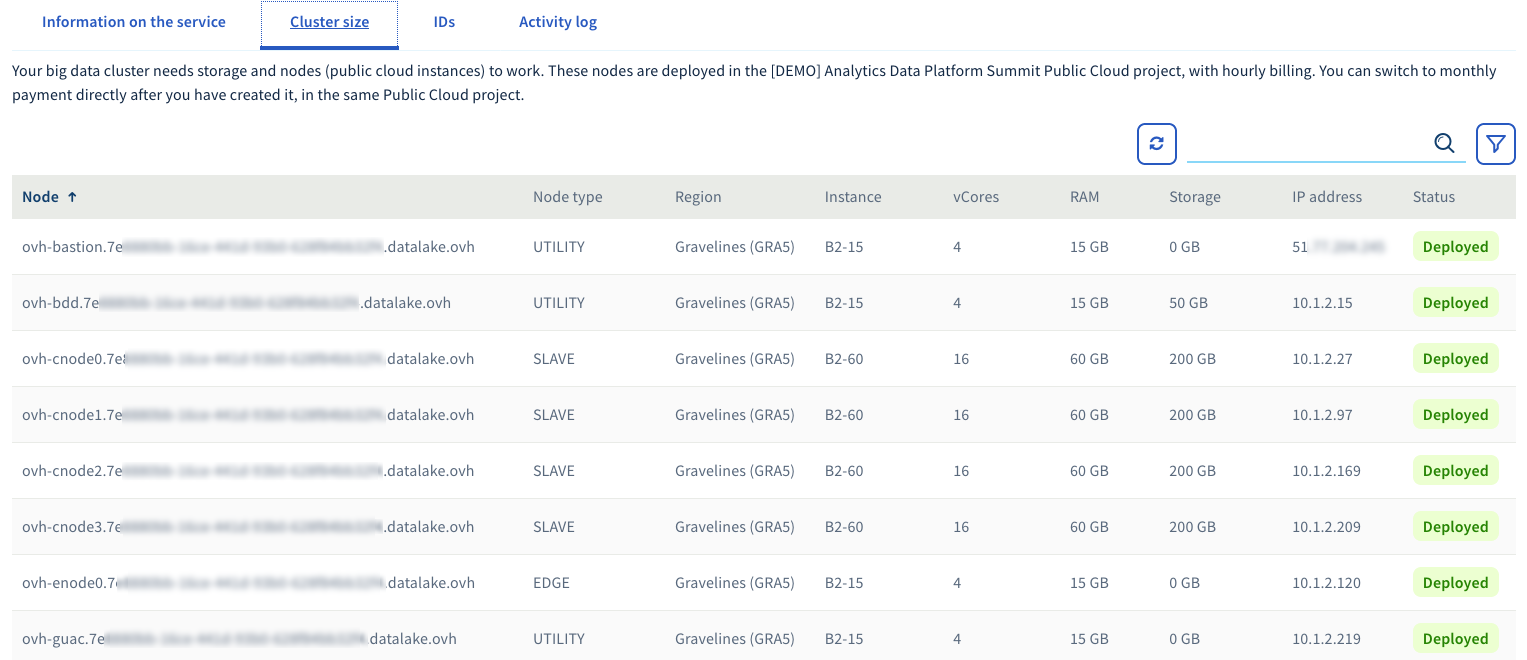 Information on the service Cluster size IDs Activity log
Your big data cluster needs storage and nodes (public cloud instances) to work. These nodes are deployed in the [DEMO] Analytics Data Platform Summit Public Cloud project, with hourly billing. You can switch to monthly
payment directly after you have created it, in the same Public Cloud project.
Node ↑ Node type Region Instance vCores RAM Storage IP address Status
ovh-bastion.7e .datalake.ovh UTILITY Gravelines (GRA5) B2-15 4 15 GB 0 GB 51 Deployed
ovh-bdd.7e .datalake.ovh UTILITY Gravelines (GRA5) B2-15 4 15 GB 50 GB 10.1.2.15 Deployed
ovh-cnode0.7e .datalake.ovh SLAVE Gravelines (GRA5) B2-60 16 60 GB 200 GB 10.1.2.27 Deployed
ovh-cnode1.7e .datalake.ovh SLAVE Gravelines (GRA5) B2-60 16 60 GB 200 GB 10.1.2.97 Deployed
ovh-cnode2.7e .datalake.ovh SLAVE Gravelines (GRA5) B2-60 16 60 GB 200 GB 10.1.2.169 Deployed
ovh-cnode3.7e .datalake.ovh SLAVE Gravelines (GRA5) B2-60 16 60 GB 200 GB 10.1.2.209 Deployed
ovh-enode0.7 .datalake.ovh EDGE Gravelines (GRA5) B2-15 4 15 GB 0 GB 10.1.2.120 Deployed
ovh-guac.7e .datalake.ovh UTILITY Gravelines (GRA5) B2-15 4 15 GB 0 GB 10.1.2.219 Deployed